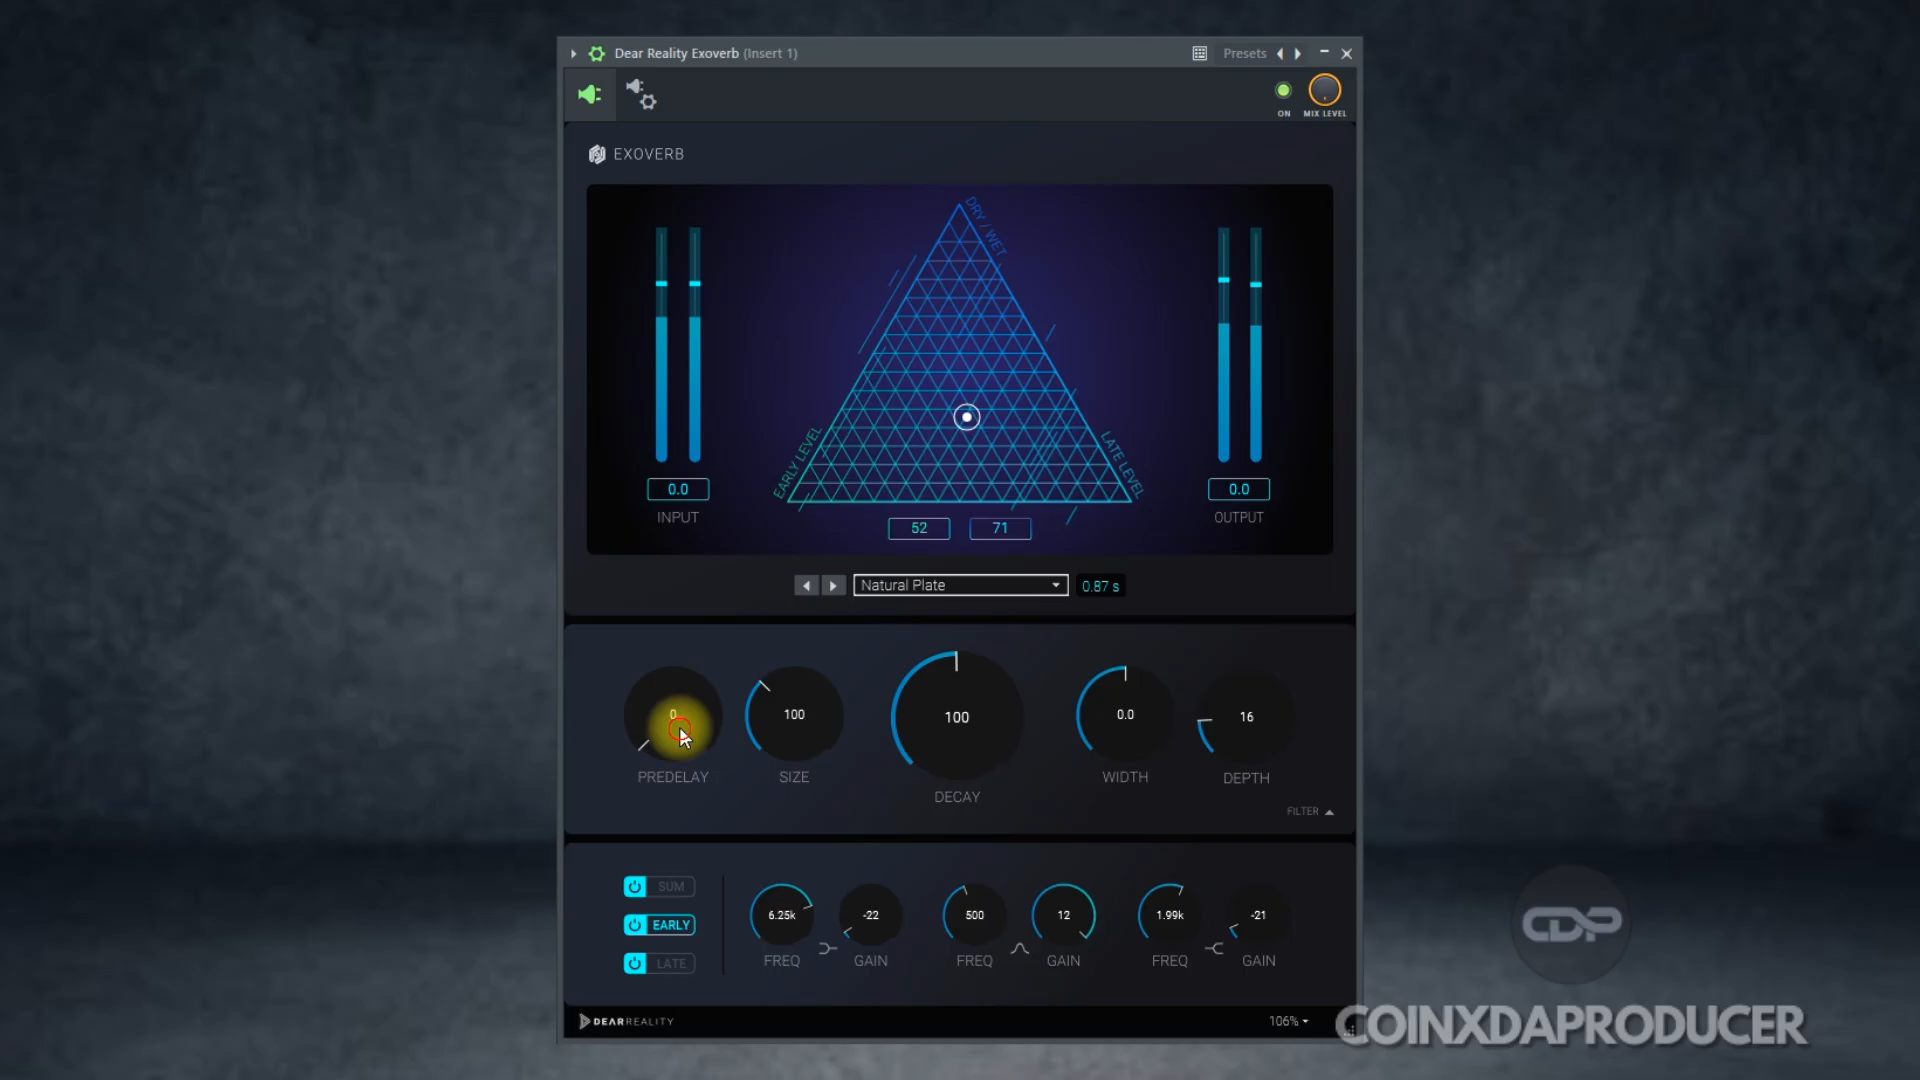 Dear Reality Exoverb (Insert 1)
Presets
ON
MIX LEVEL
EXOVERB
DRY / WET
EARLY LEVEL
LATE LEVEL
0.0
INPUT
52
71
0.0
OUTPUT
Natural Plate
0.87 s
0
PREDELAY
100
SIZE
100
DECAY
0.0
WIDTH
16
DEPTH
FILTER
SUM
EARLY
LATE
6.25k
FREQ
-22
GAIN
500
FREQ
12
GAIN
1.99k
FREQ
-21
GAIN
DEARREALITY
106%
CDP
COINXDAPRODUCER